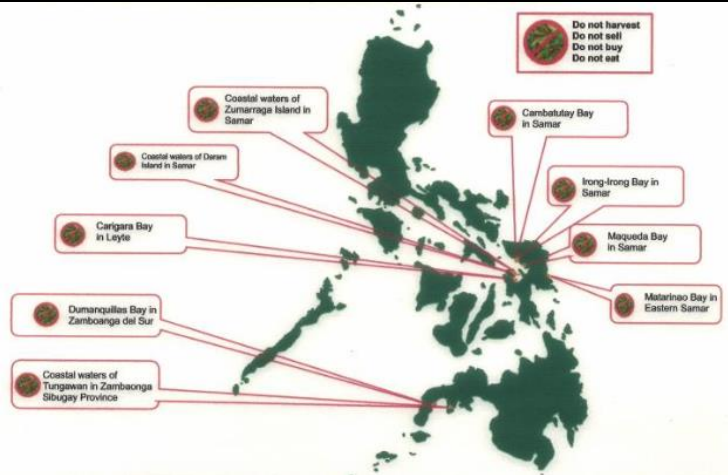 Do not harvest
Do not sell
Do not buy
Do not eat
Coastal waters of
Zumarraga Island in
Samar
Cambatutay Bay
in Samar
Coastal waters of Daram
Island in Samar
Irong-Irong Bay in
Samar
Carigara Bay
in Leyte
Maqueda Bay
in Samar
Matarinao Bay in
Eastern Samar
Dumanquillas Bay in
Zamboanga del Sur
Coastal waters of
Tungawan in Zambaonga
Sibugay Province